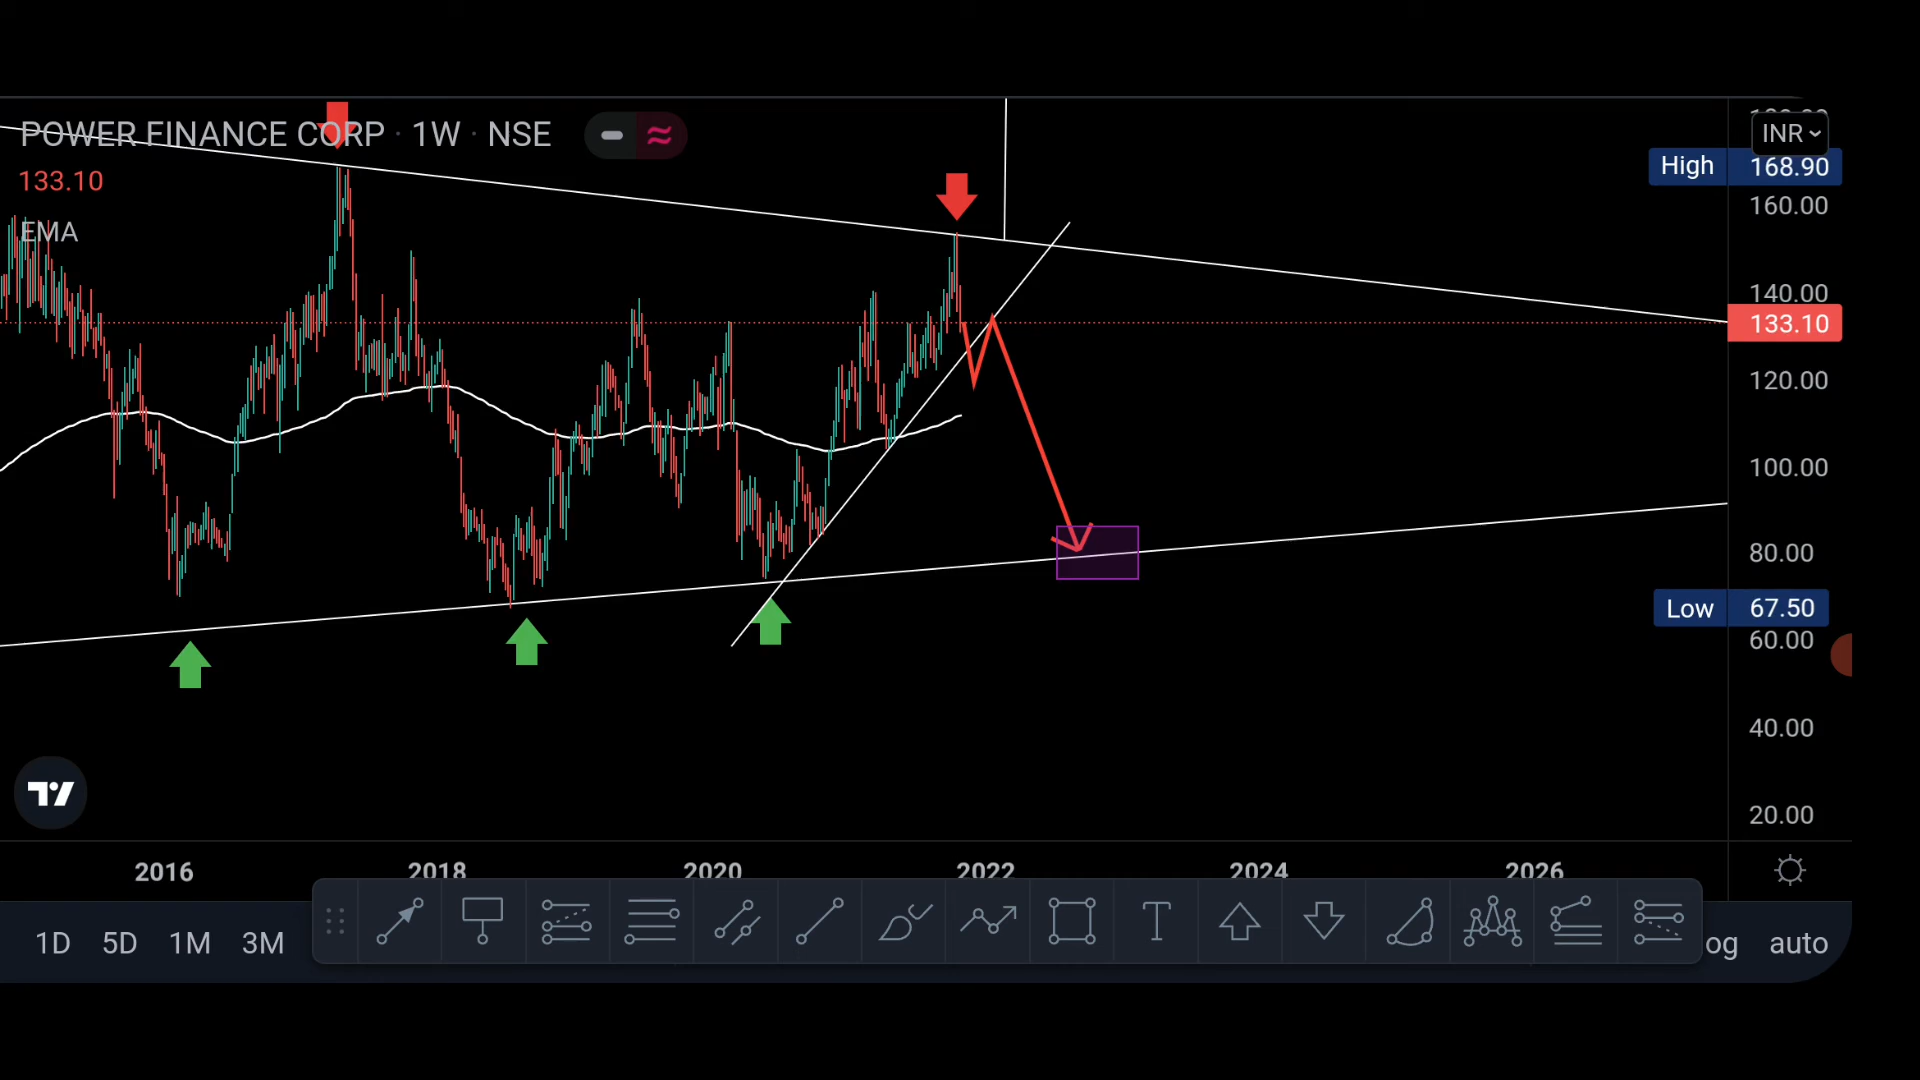 POWER FINANCE CORP · 1W · NSE
INR
133.10
High 168.90
160.00
EMA
140.00
133.10
120.00
100.00
80.00
Low 67.50
60.00
40.00
20.00
2016 2018 2020 2022 2024 2026
1D 5D 1M 3M T og auto